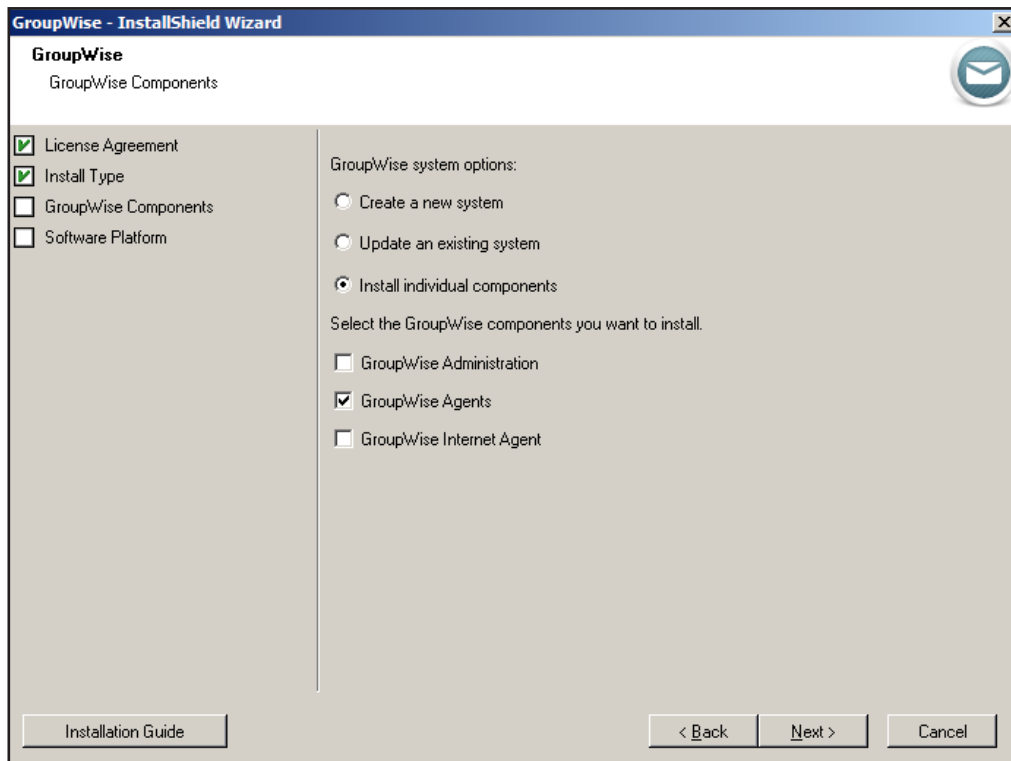 GroupWise - InstallShield Wizard
GroupWise
GroupWise Components
License Agreement
Install Type
GroupWise Components
Software Platform
GroupWise system options:
Create a new system
Update an existing system
Install individual components
Select the GroupWise components you want to install.
GroupWise Administration
GroupWise Agents
GroupWise Internet Agent
Installation Guide
< Back
Next >
Cancel